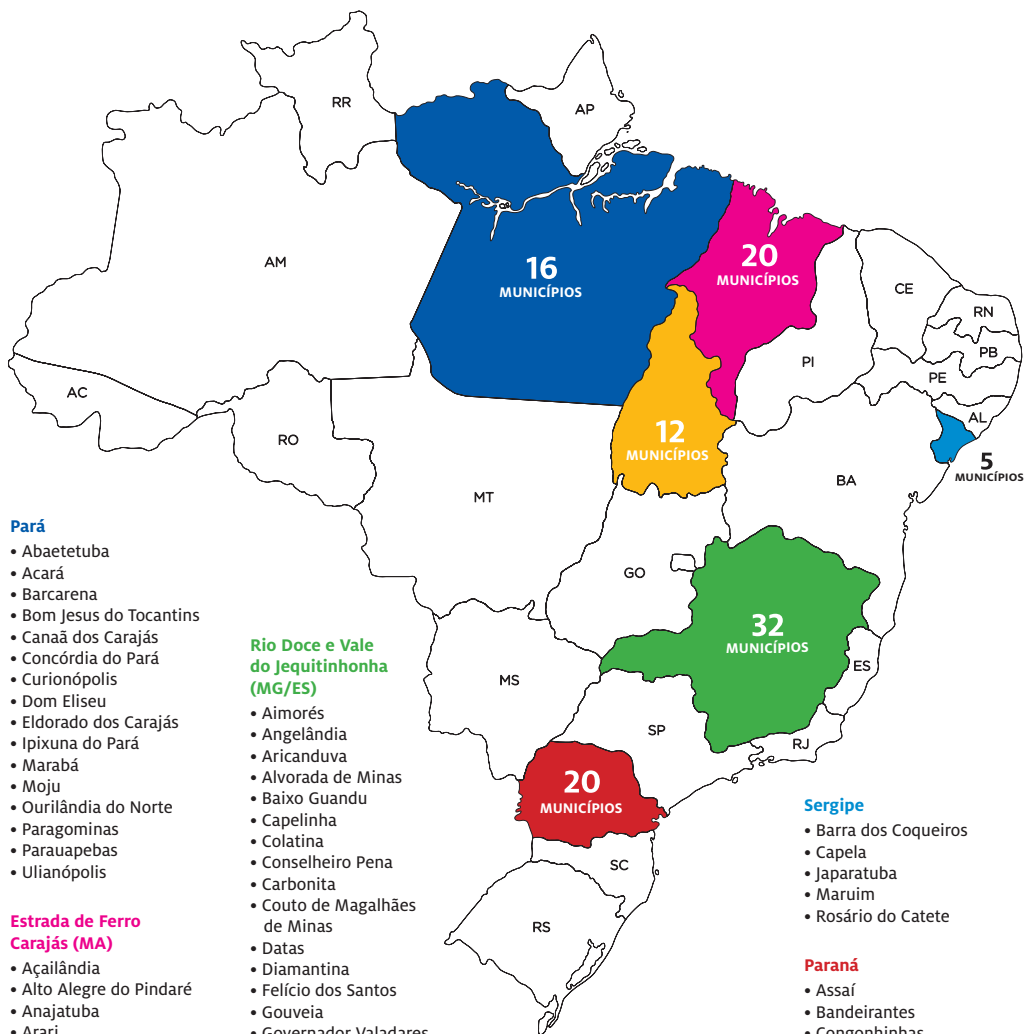 RR
AP
AM
16
MUNICÍPIOS
20
MUNICÍPIOS
CE
RN
PB
PI
PE
AC
AL
12
MUNICÍPIOS
RO
5
MUNICÍPIOS
BA
MT
GO
32
MUNICÍPIOS
ES
MS
SP
RJ
20
MUNICÍPIOS
SC
RS
Pará
• Abaetetuba
• Acará
• Barcarena
• Bom Jesus do Tocantins
• Canaã dos Carajás
• Concórdia do Pará
• Curionópolis
• Dom Eliseu
• Eldorado dos Carajás
• Ipixuna do Pará
• Marabá
• Moju
• Ourilândia do Norte
• Paragominas
• Parauapebas
• Ulianópolis
Estrada de Ferro
Carajás (MA)
• Açailândia
• Alto Alegre do Pindaré
• Anajatuba
• Arari
Rio Doce e Vale
do Jequitinhonha
(MG/ES)
• Aimorés
• Angelândia
• Aricanduva
• Alvorada de Minas
• Baixo Guandu
• Capelinha
• Colatina
• Conselheiro Pena
• Carbonita
• Couto de Magalhães
de Minas
• Datas
• Diamantina
• Felício dos Santos
• Gouveia
• Governador Valadares
Sergipe
• Barra dos Coqueiros
• Capela
• Japaratuba
• Maruim
• Rosário do Catete
Paraná
• Assaí
• Bandeirantes
• Congonhinhas